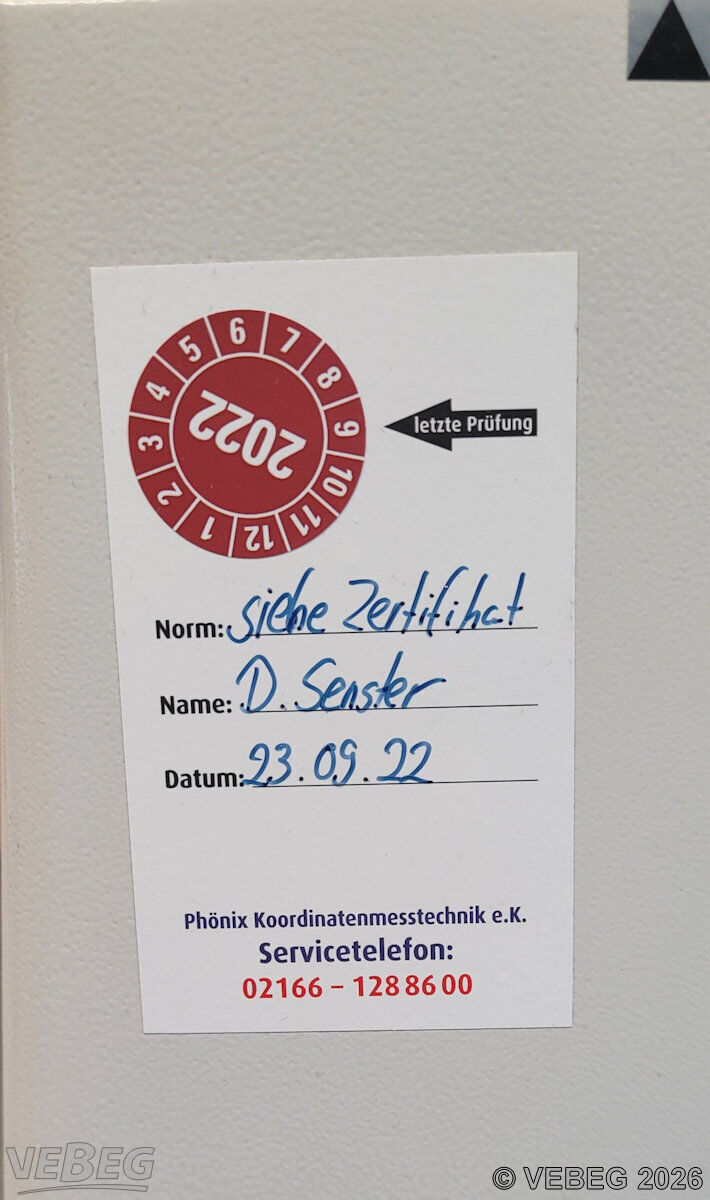 6
5
7
4
8
2022
3
9
letzte Prüfung
2
10
1
12
11
Norm: siehe Zertifihat
Name: D. Senster
Datum: 23.09.22
Phönix Koordinatenmesstechnik e.K.
Servicetelefon:
02166 – 128 86 00
VEBEG
© VEBEG 2026